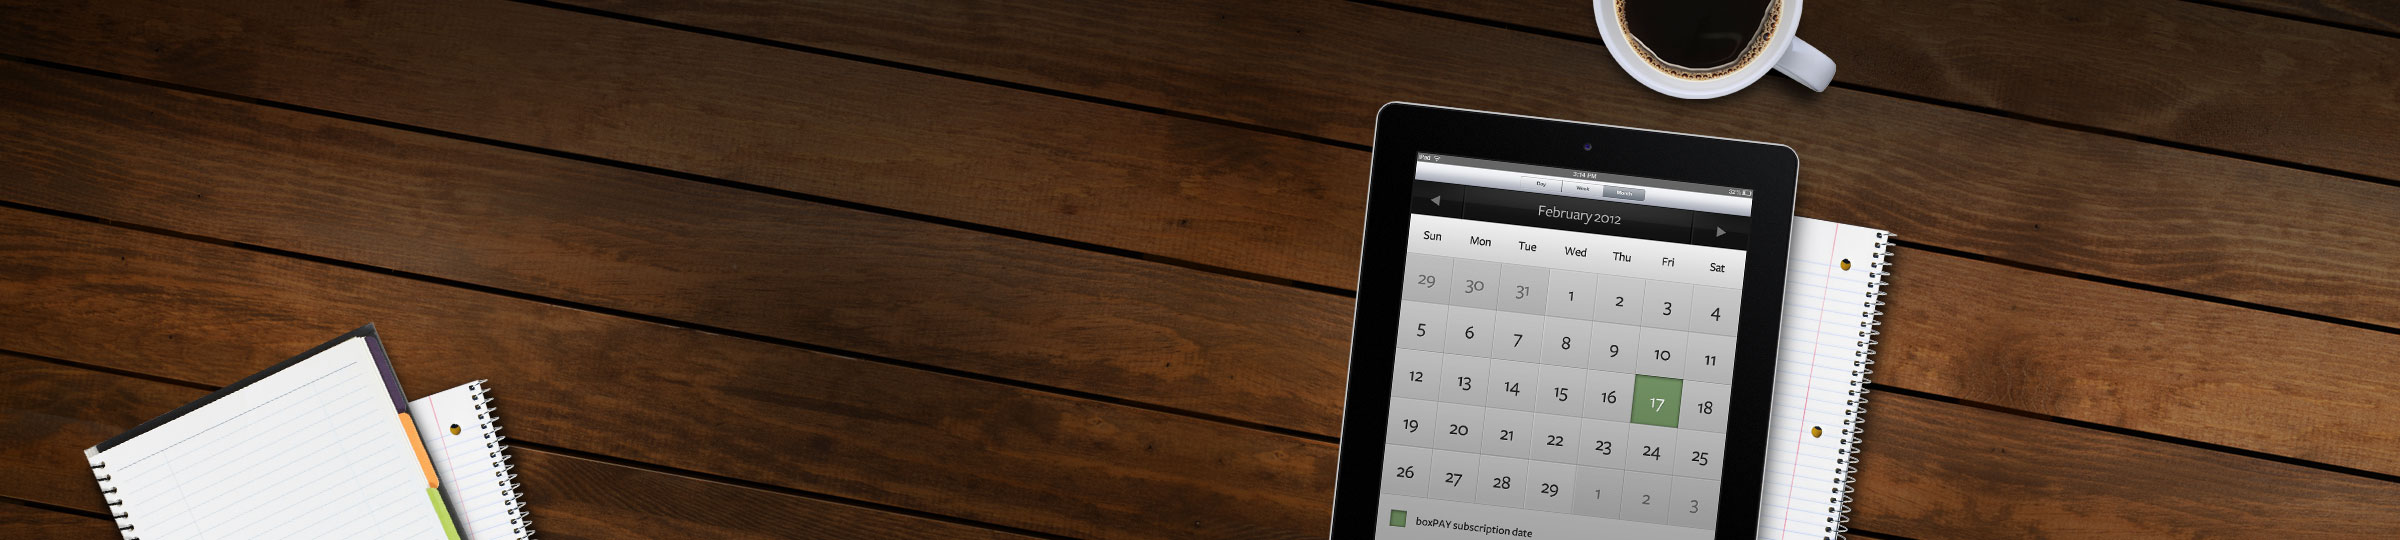 iPad 3:14 PM 32%
Day Week Month
February 2012
Sun Mon Tue Wed Thu Fri Sat
29 30 31 1 2 3 4
5 6 7 8 9 10 11
12 13 14 15 16 17 18
19 20 21 22 23 24 25
26 27 28 29 1 2 3
boxPAY subscription date